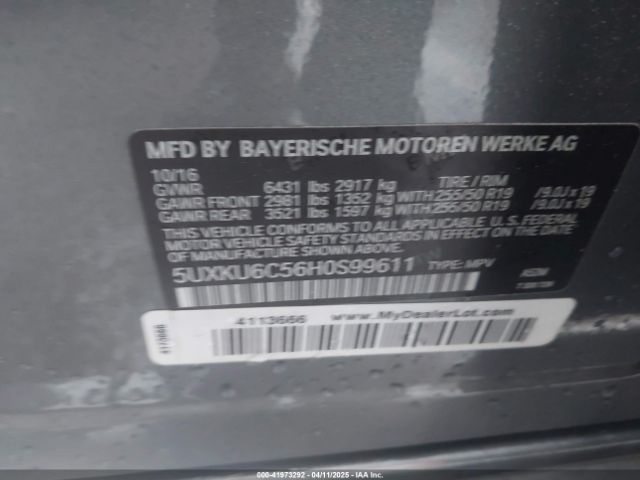 MFD BY BAYERISCHE MOTOREN WERKE AG
10/16
GVWR 6431 lbs 2917 kg TIRE / RIM
GAWR FRONT 2981 lbs 1352 kg WITH 255/50 R19 /9.0J x 19
GAWR REAR 3521 lbs 1597 kg WITH 255/50 R19 /9.0J x 19
THIS VEHICLE CONFORMS TO ALL APPLICABLE FEDERAL MOTOR VEHICLE
SAFETY STANDARDS IN EFFECT ON THE DATE
OF MANUFACTURE SHOWN ABOVE.
5UXKU6C56H0S99611 TYPE: MPV
4113666 www.MyDealerLot.com
00-41973292 - 04/11/2025 - IAA Inc.